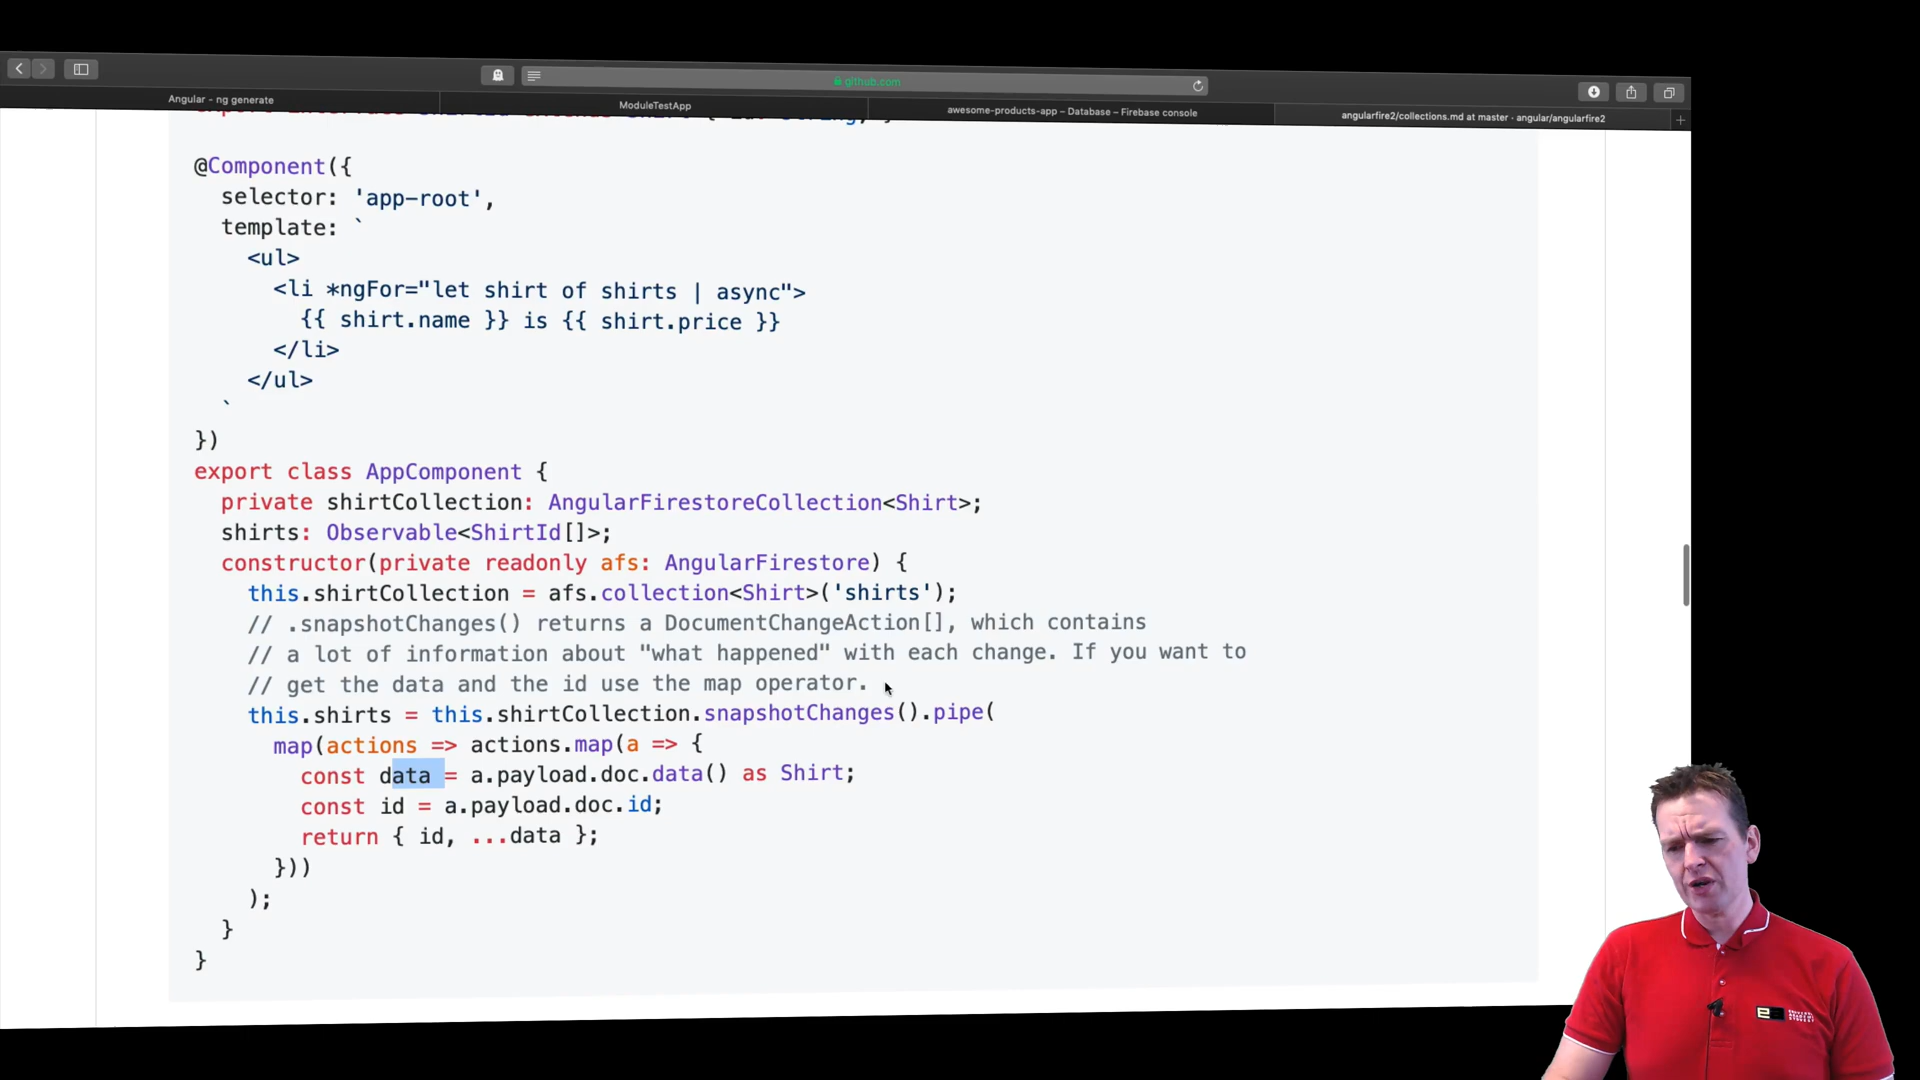 github.com
Angular - ng generate
ModuleTestApp
awesome-products-app – Database – Firebase console
angularfire2/collections.md at master · angular/angularfire2
@Component({
selector: 'app-root',
template: `
<ul>
<li *ngFor="let shirt of shirts | async">
{{ shirt.name }} is {{ shirt.price }}
</li>
</ul>
`
})
export class AppComponent {
private shirtCollection: AngularFirestoreCollection<Shirt>;
shirts: Observable<ShirtId[]>;
constructor(private readonly afs: AngularFirestore) {
this.shirtCollection = afs.collection<Shirt>('shirts');
// .snapshotChanges() returns a DocumentChangeAction[], which contains
// a lot of information about "what happened" with each change. If you want to
// get the data and the id use the map operator.
this.shirts = this.shirtCollection.snapshotChanges().pipe(
map(actions => actions.map(a => {
const data = a.payload.doc.data() as Shirt;
const id = a.payload.doc.id;
return { id, ...data };
}))
);
}
}